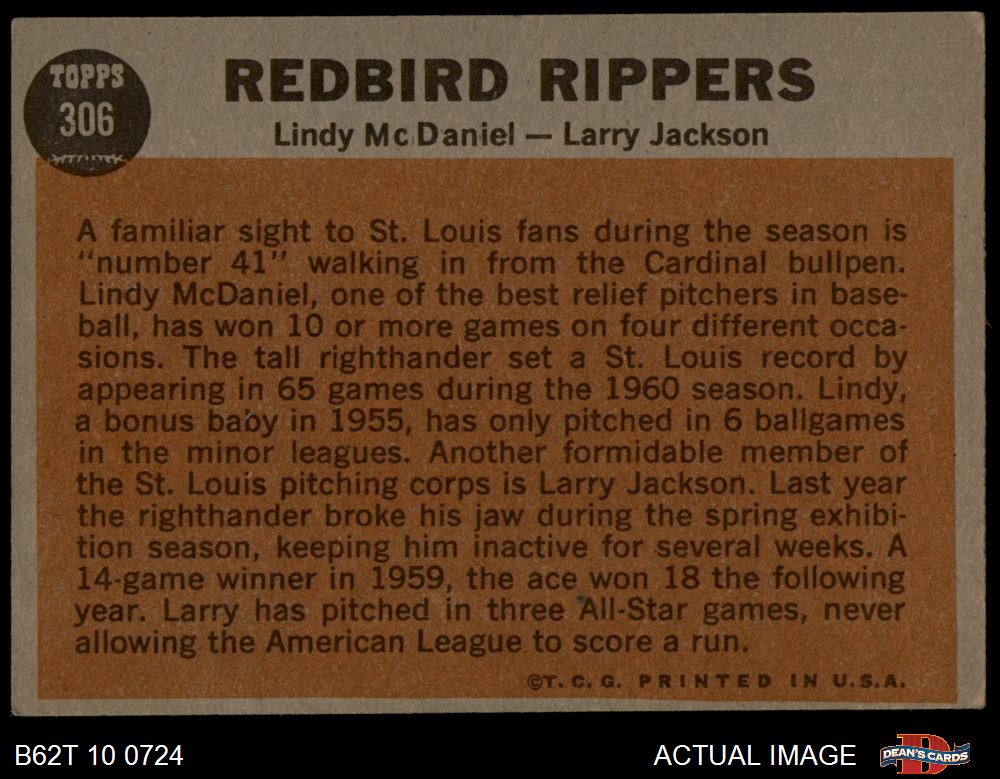 TOPPS
306
REDBIRD RIPPERS
Lindy McDaniel — Larry Jackson
A familiar sight to St. Louis fans during the season is
“number 41” walking in from the Cardinal bullpen.
Lindy McDaniel, one of the best relief pitchers in base-
ball, has won 10 or more games on four different occa-
sions. The tall righthander set a St. Louis record by
appearing in 65 games during the 1960 season. Lindy,
a bonus baby in 1955, has only pitched in 6 ballgames
in the minor leagues. Another formidable member of
the St. Louis pitching corps is Larry Jackson. Last year
the righthander broke his jaw during the spring exhibi-
tion season, keeping him inactive for several weeks. A
14-game winner in 1959, the ace won 18 the following
year. Larry has pitched in three All-Star games, never
allowing the American League to score a run.
©T. C. G. PRINTED IN U.S.A.
B62T 10 0724
ACTUAL IMAGE
DEAN'S CARDS